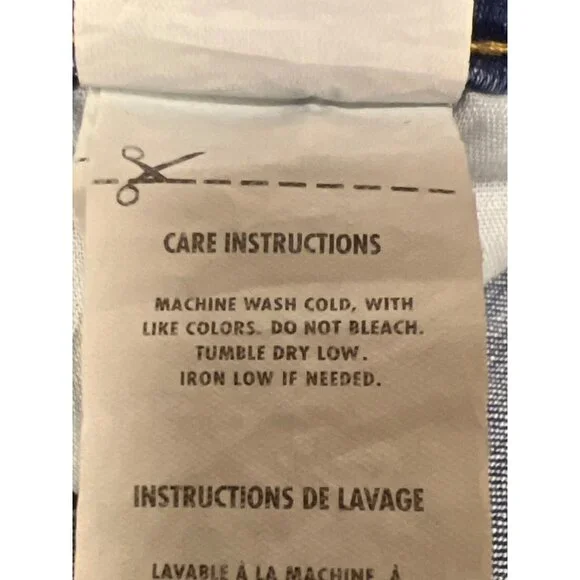 CARE INSTRUCTIONS
MACHINE WASH COLD, WITH
LIKE COLORS. DO NOT BLEACH.
TUMBLE DRY LOW.
IRON LOW IF NEEDED.
INSTRUCTIONS DE LAVAGE
LAVABLE À LA MACHINE, À